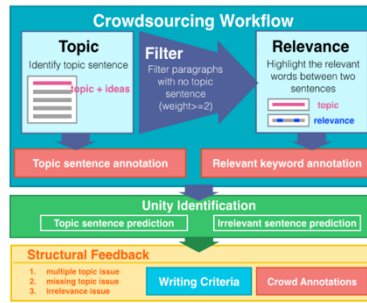 Crowdsourcing Workflow
Topic
Identify topic sentence
topic + ideas
Filter
Filter paragraphs
with no topic
sentence
(weight>=2)
Relevance
Highlight the relevant
words between two
sentences
topic
relevance
Topic sentence annotation
Relevant keyword annotation
Unity Identification
Topic sentence prediction
Irrelevant sentence prediction
Structural Feedback
1. multiple topic issue
2. missing topic issue
3. irrelevance issue
Writing Criteria
Crowd Annotations